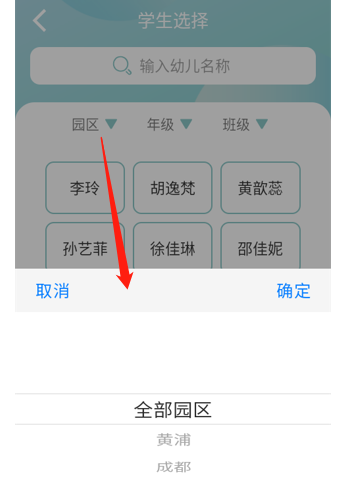 学生选择
输入幼儿名称
园区 年级 班级
李玲 胡逸梵 黄歆蕊
孙艺菲 徐佳琳 邵佳妮
取消 确定
全部园区
黄浦
成都